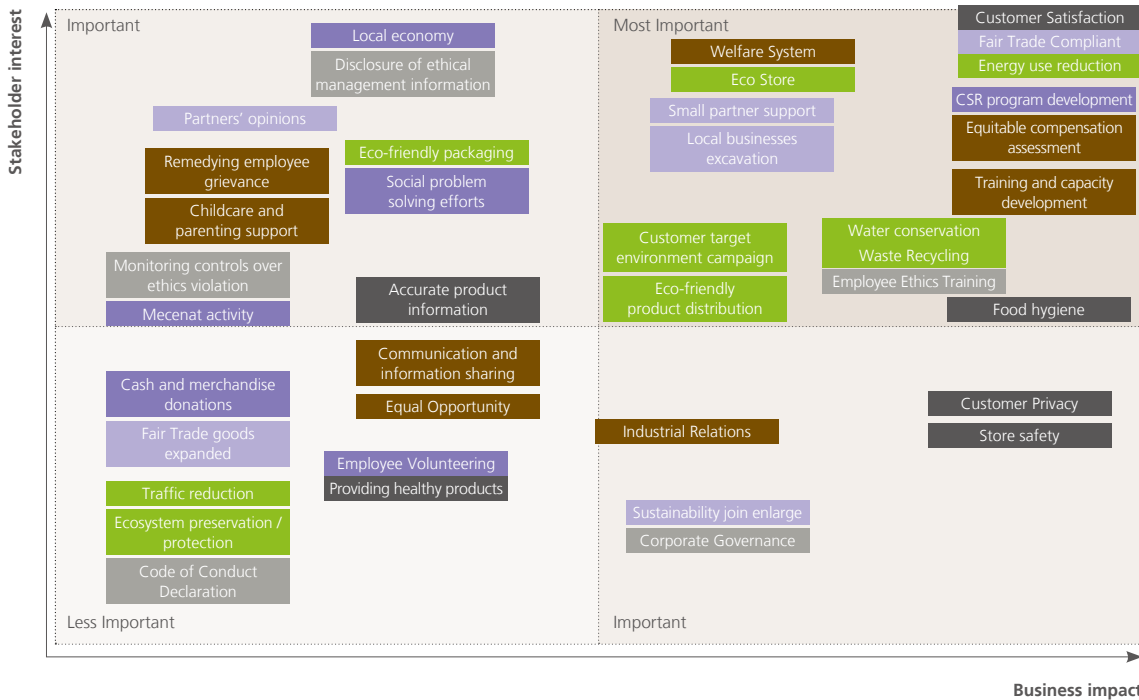 Stakeholder interest
Important
Local economy
Disclosure of ethical
management information
Partners’ opinions
Remedying employee
grievance
Childcare and
parenting support
Eco-friendly packaging
Social problem
solving efforts
Monitoring controls over
ethics violation
Mecenat activity
Accurate product
information
Most Important
Welfare System
Eco Store
Small partner support
Local businesses
excavation
Customer Satisfaction
Fair Trade Compliant
Energy use reduction
CSR program development
Equitable compensation
assessment
Training and capacity
development
Customer target
environment campaign
Eco-friendly
product distribution
Water conservation
Waste Recycling
Employee Ethics Training
Food hygiene
Communication and
information sharing
Equal Opportunity
Cash and merchandise
donations
Fair Trade goods
expanded
Employee Volunteering
Providing healthy products
Traffic reduction
Ecosystem preservation /
protection
Code of Conduct
Declaration
Less Important
Industrial Relations
Customer Privacy
Store safety
Sustainability join enlarge
Corporate Governance
Important
Business impact